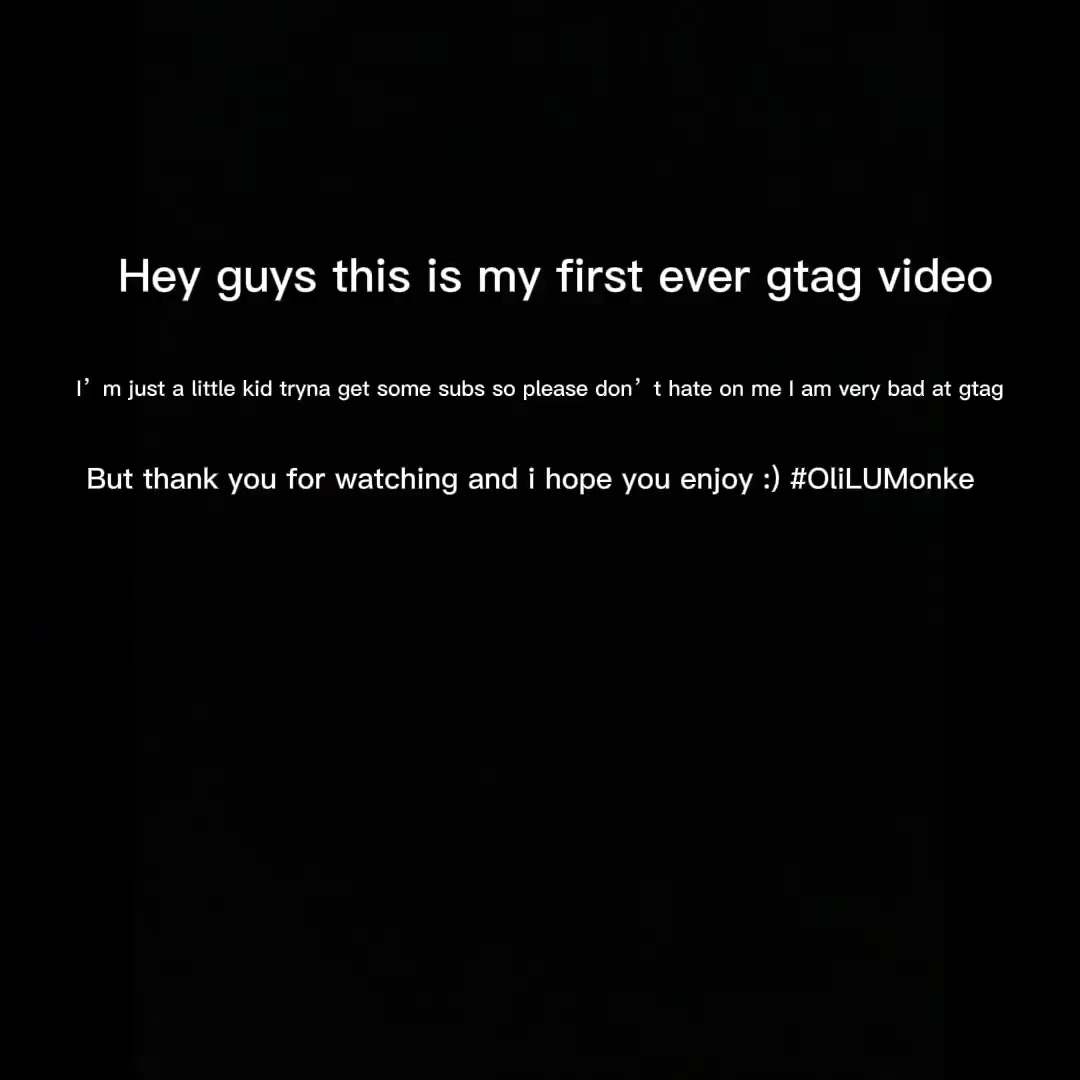 Hey guys this is my first ever gtag video
I’m just a little kid tryna get some subs so please don’t hate on me I am very bad at gtag
But thank you for watching and i hope you enjoy :) #OliLUMonke